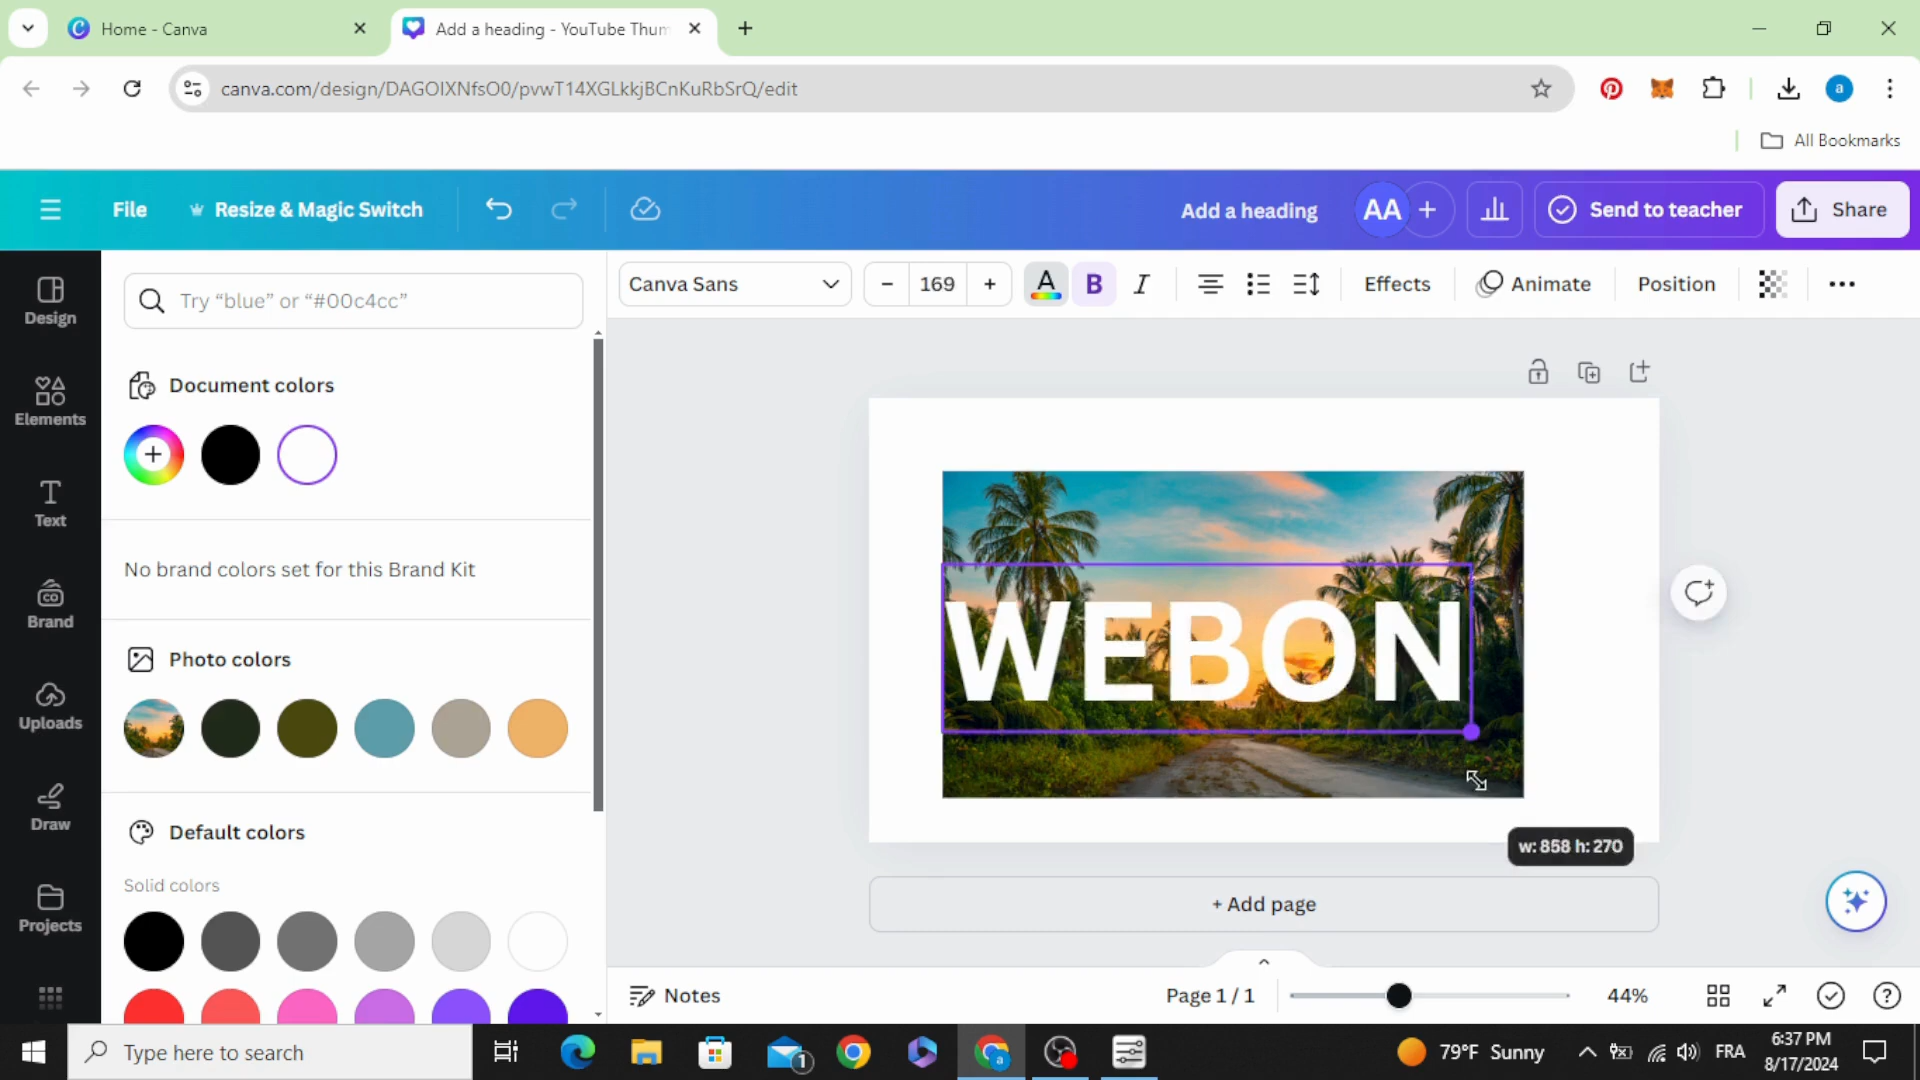 Home - Canva
Add a heading - YouTube Thum
canva.com/design/DAGOIXNfsO0/pvwT14XGLkkjBCnKuRbSrQ/edit
a
All Bookmarks
File
Resize & Magic Switch
Add a heading
AA
Send to teacher
Share
Design
Elements
Text
Brand
Uploads
Draw
Projects
Try “blue” or “#00c4cc”
Document colors
No brand colors set for this Brand Kit
Photo colors
Default colors
Solid colors
Canva Sans
169
A
B
I
Effects
Animate
Position
WEBON
w: 858 h: 270
+ Add page
Notes
Page 1 / 1
44%
Type here to search
1
a
79°F Sunny
FRA
6:37 PM
8/17/2024